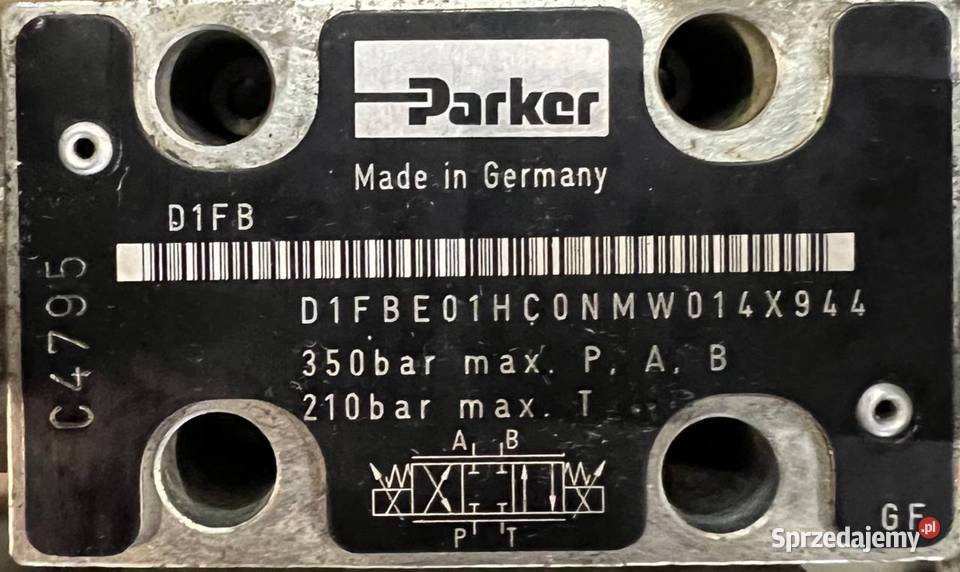 Parker
Made in Germany
D1FB
D1FBE01HC0NMW014X944
350bar max. P, A, B
210bar max. T
A B
P T
C4795
GF
Sprzedajemy.pl